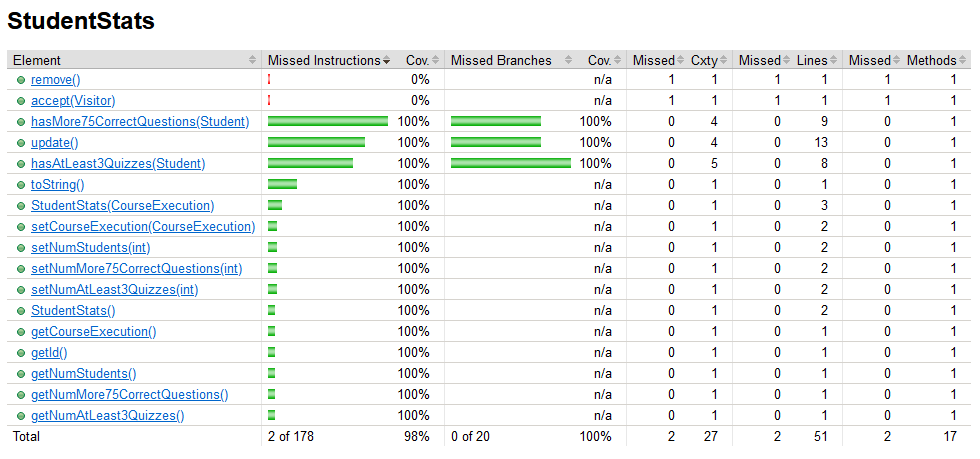 StudentStats
Element Missed Instructions Cov. Missed Branches Cov. Missed Cxty Missed Lines Missed Methods
remove() 0% n/a 1 1 1 1 1 1
accept(Visitor) 0% n/a 1 1 1 1 1 1
hasMore75CorrectQuestions(Student) 100% 100% 0 4 0 9 0 1
update() 100% 100% 0 4 0 13 0 1
hasAtLeast3Quizzes(Student) 100% 100% 0 5 0 8 0 1
toString() 100% n/a 0 1 0 1 0 1
StudentStats(CourseExecution) 100% n/a 0 1 0 3 0 1
setCourseExecution(CourseExecution) 100% n/a 0 1 0 2 0 1
setNumStudents(int) 100% n/a 0 1 0 2 0 1
setNumMore75CorrectQuestions(int) 100% n/a 0 1 0 2 0 1
setNumAtLeast3Quizzes(int) 100% n/a 0 1 0 2 0 1
StudentStats() 100% n/a 0 1 0 2 0 1
getCourseExecution() 100% n/a 0 1 0 1 0 1
getId() 100% n/a 0 1 0 1 0 1
getNumStudents() 100% n/a 0 1 0 1 0 1
getNumMore75CorrectQuestions() 100% n/a 0 1 0 1 0 1
getNumAtLeast3Quizzes() 100% n/a 0 1 0 1 0 1
Total 2 of 178 98% 0 of 20 100% 2 27 2 51 2 17